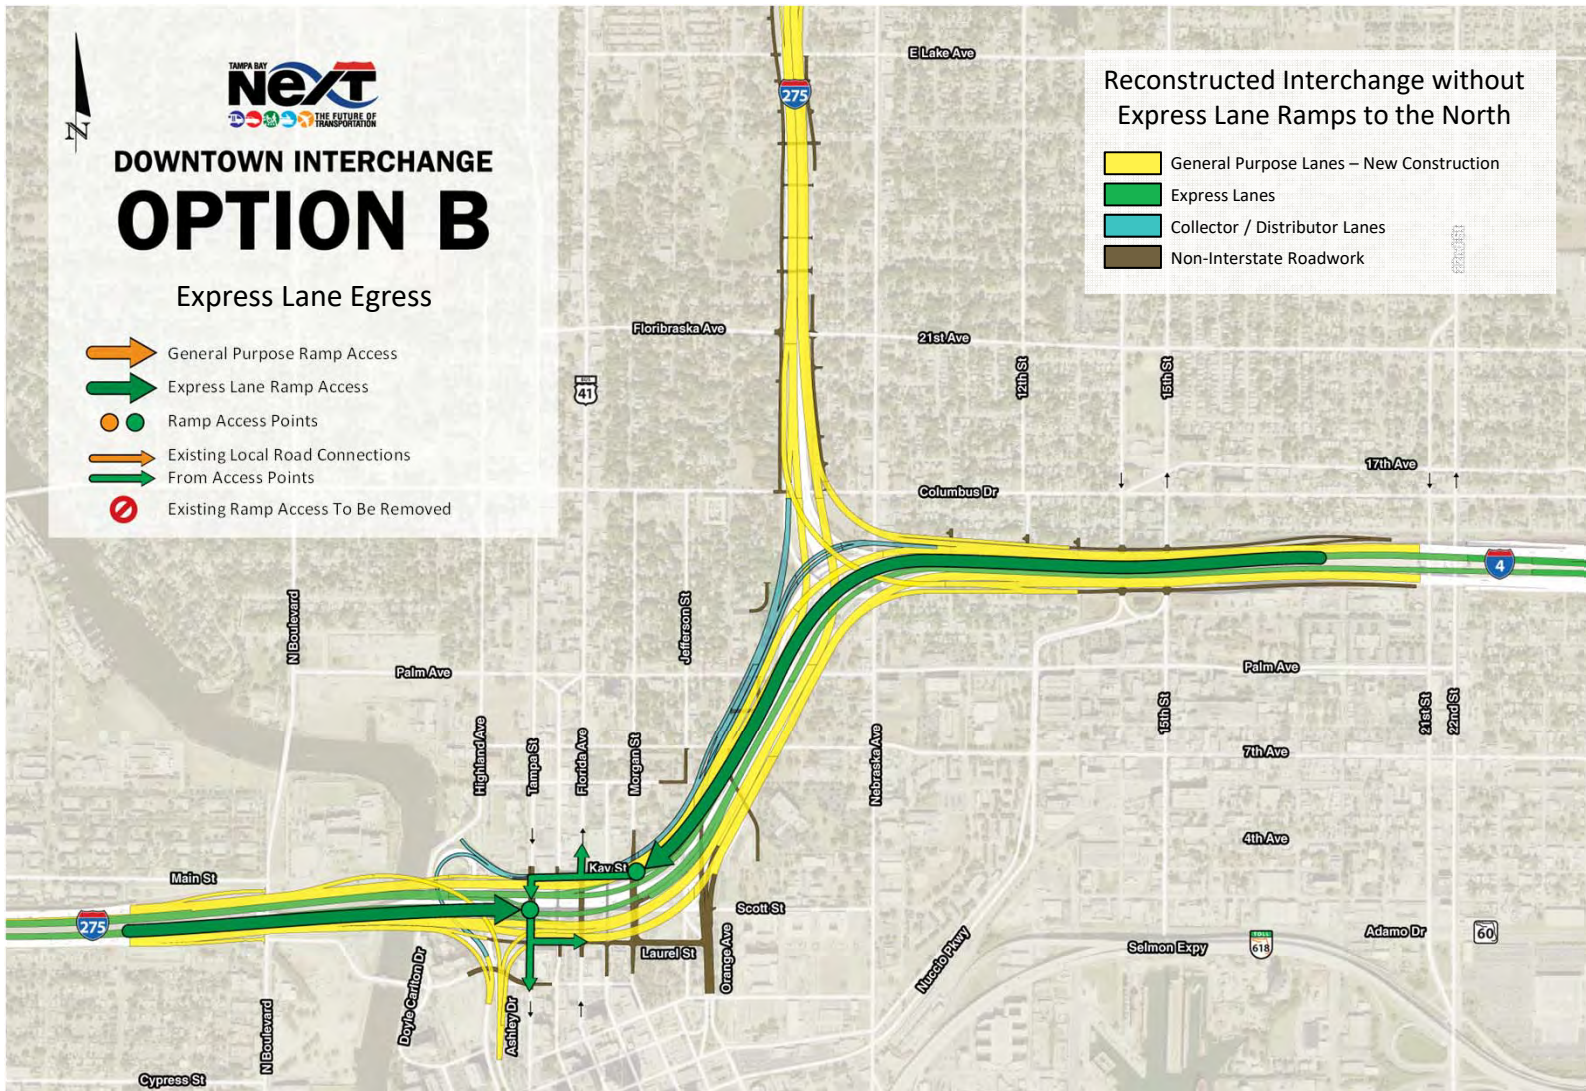 N
TAMPA BAY
NexT
THE FUTURE OF
TRANSPORTATION
DOWNTOWN INTERCHANGE
OPTION B
Express Lane Egress
General Purpose Ramp Access
Express Lane Ramp Access
Ramp Access Points
Existing Local Road Connections
From Access Points
Existing Ramp Access To Be Removed
Reconstructed Interchange without
Express Lane Ramps to the North
General Purpose Lanes – New Construction
Express Lanes
Collector / Distributor Lanes
Non-Interstate Roadwork
22nd St
E Lake Ave
275
Floribraska Ave
21st Ave
12th St
15th St
BUS
41
17th Ave
Columbus Dr
4
N Boulevard
Jefferson St
Palm Ave
Palm Ave
Highland Ave
Tampa St
Florida Ave
Morgan St
Nebraska Ave
15th St
21st St
22nd St
7th Ave
4th Ave
Main St
Kay St
275
Scott St
Laurel St
Orange Ave
Nuccio Pkwy
Selmon Expy
TOLL
618
Adamo Dr
60
Doyle Carlton Dr
Ashley Dr
N Boulevard
Cypress St